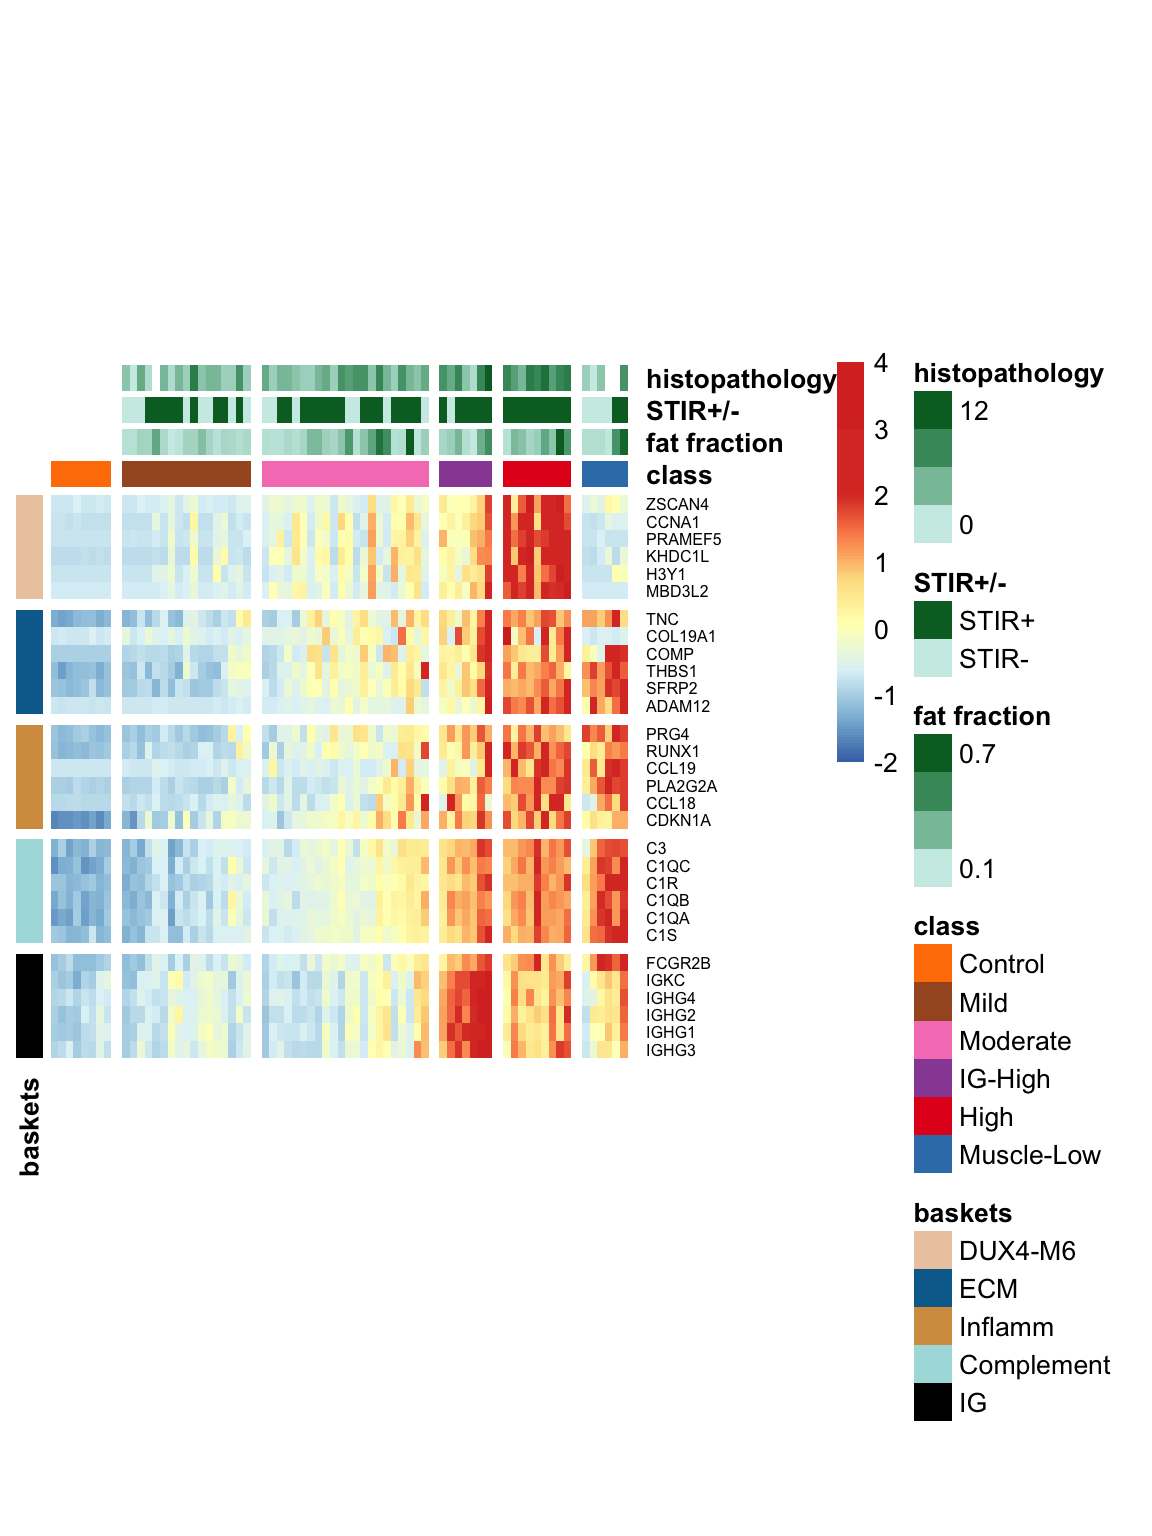 histopathology
STIR+/-
fat fraction
class
ZSCAN4
CCNA1
PRAMEF5
KHDC1L
H3Y1
MBD3L2
TNC
COL19A1
COMP
THBS1
SFRP2
ADAM12
PRG4
RUNX1
CCL19
PLA2G2A
CCL18
CDKN1A
C3
C1QC
C1R
C1QB
C1QA
C1S
FCGR2B
IGKC
IGHG4
IGHG2
IGHG1
IGHG3
baskets
4
3
2
1
0
-1
-2
histopathology
12
0
STIR+/-
STIR+
STIR-
fat fraction
0.7
0.1
class
Control
Mild
Moderate
IG-High
High
Muscle-Low
baskets
DUX4-M6
ECM
Inflamm
Complement
IG